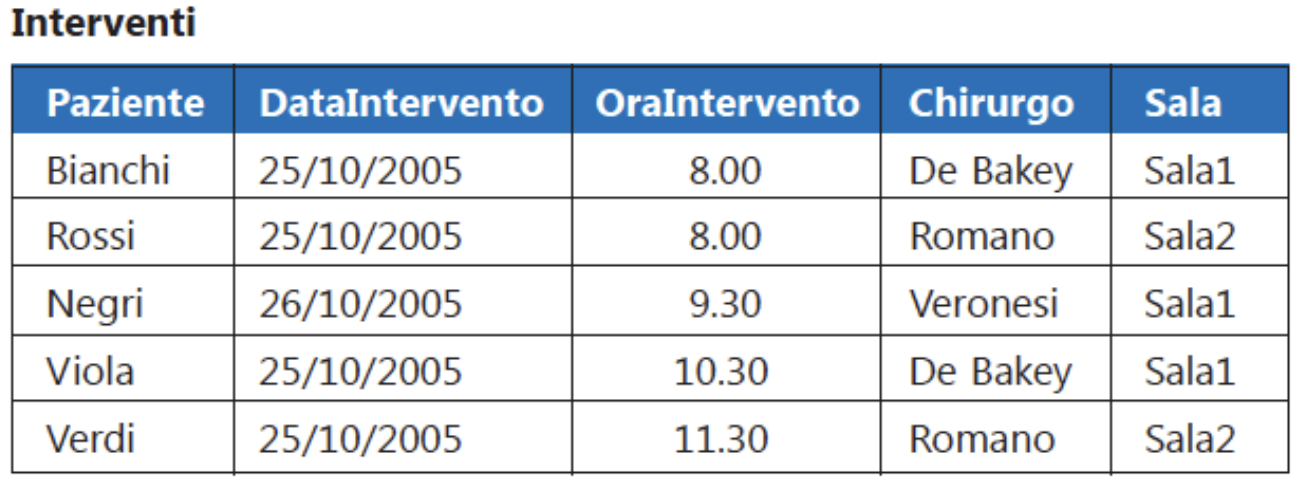 Interventi
Paziente DataIntervento OraIntervento Chirurgo Sala
Bianchi 25/10/2005 8.00 De Bakey Sala1
Rossi 25/10/2005 8.00 Romano Sala2
Negri 26/10/2005 9.30 Veronesi Sala1
Viola 25/10/2005 10.30 De Bakey Sala1
Verdi 25/10/2005 11.30 Romano Sala2